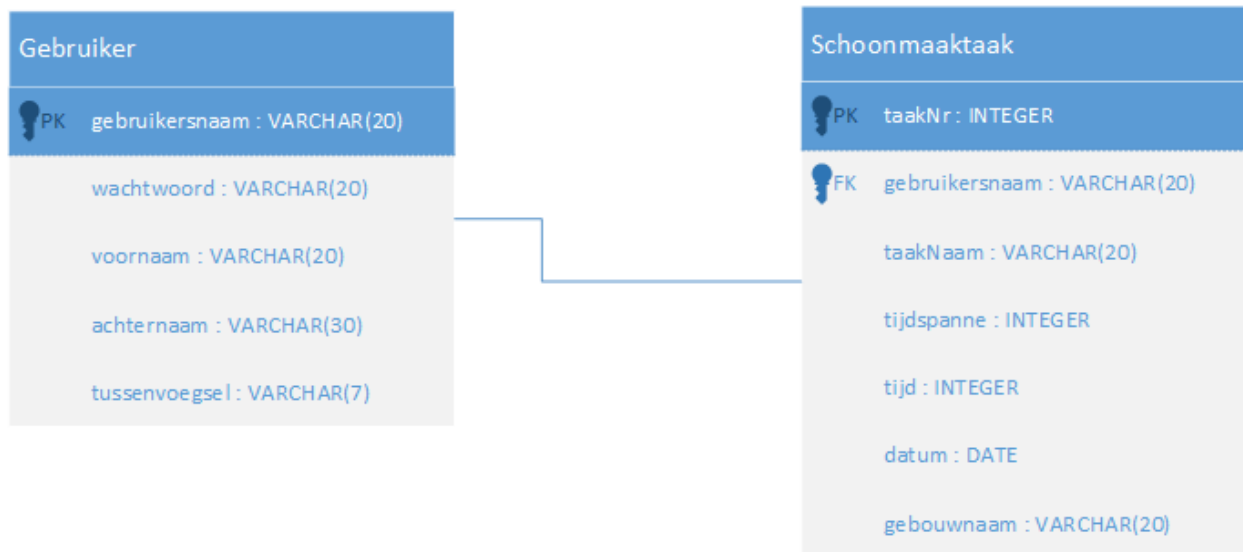 Gebruiker
PK gebruikersnaam : VARCHAR(20)
wachtwoord : VARCHAR(20)
voornaam : VARCHAR(20)
achternaam : VARCHAR(30)
tussenvoegsel : VARCHAR(7)
Schoonmaaktaak
PK taakNr : INTEGER
FK gebruikersnaam : VARCHAR(20)
taakNaam : VARCHAR(20)
tijdspanne : INTEGER
tijd : INTEGER
datum : DATE
gebouwnaam : VARCHAR(20)